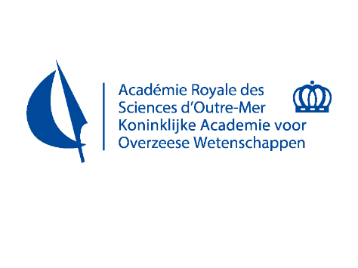 Académie Royale des
Sciences d'Outre-Mer
Koninklijke Academie voor
Overzeese Wetenschappen